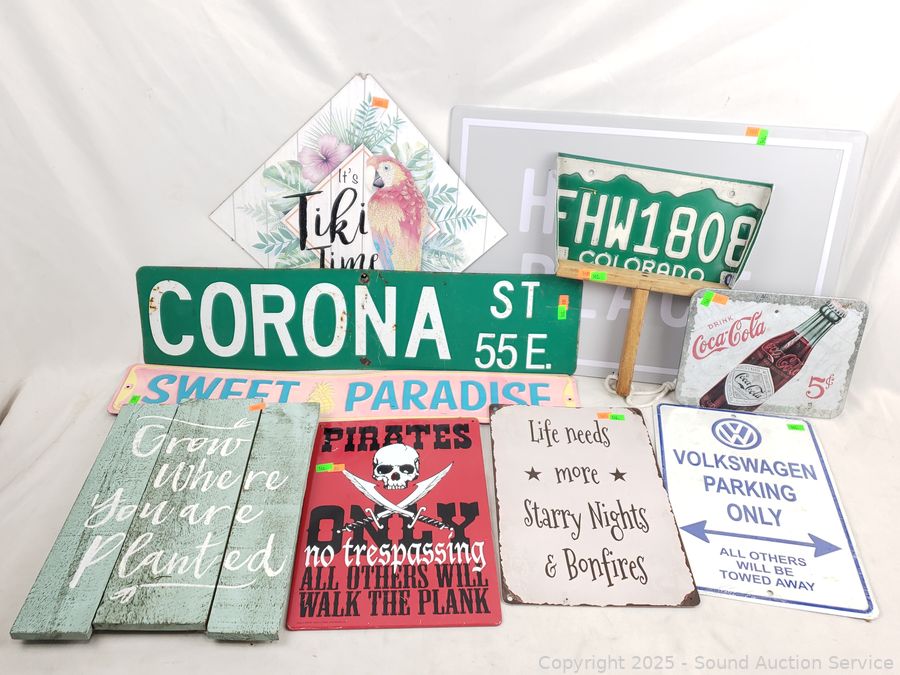 It's
Tiki
Time
H
PLACE
FHW1808
COLORADO
CORONA ST
55 E.
DRINK
Coca-Cola
5¢
SWEET PARADISE
Grow
Where
You are
Planted
PIRATES
ONLY
no trespassing
ALL OTHERS WILL
WALK THE PLANK
Life needs
more
Starry Nights
& Bonfires
VOLKSWAGEN
PARKING
ONLY
ALL OTHERS
WILL BE
TOWED AWAY
Copyright 2025 - Sound Auction Service